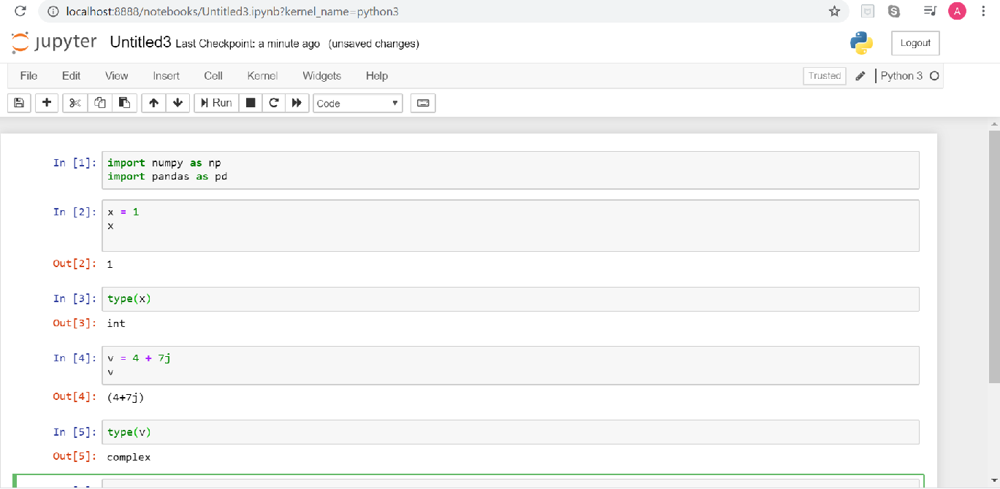 localhost:8888/notebooks/Untitled3.ipynb?kernel_name=python3
A
jupyter Untitled3 Last Checkpoint: a minute ago (unsaved changes)
Logout
File Edit View Insert Cell Kernel Widgets Help
Trusted Python 3
Run Code
In [1]: import numpy as np
import pandas as pd
In [2]: x = 1
x
Out[2]: 1
In [3]: type(x)
Out[3]: int
In [4]: v = 4 + 7j
v
Out[4]: (4+7j)
In [5]: type(v)
Out[5]: complex